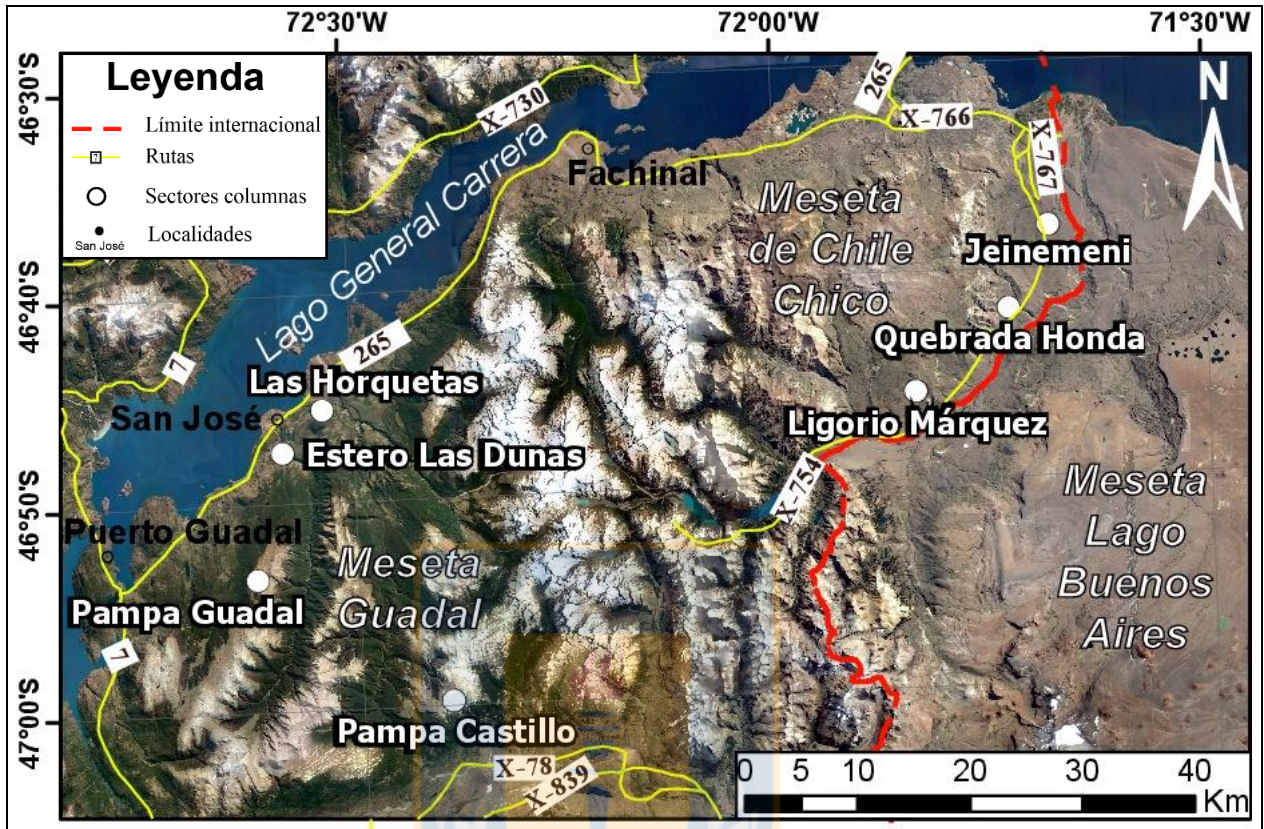 72°30'W
72°00'W
71°30'W
46°30'S
46°40'S
46°50'S
47°00'S
Leyenda
Límite internacional
7
Rutas
Sectores columnas
San José
Localidades
N
X-730
265
X-766
X-767
Lago General Carrera
Fachinal
Meseta
de Chile
Chico
Jeinemeni
Quebrada Honda
7
265
Las Horquetas
San José
Estero Las Dunas
Ligorio Márquez
X-754
Meseta
Lago
Buenos
Aires
Puerto Guadal
Meseta
Guadal
Pampa Guadal
7
Pampa Castillo
X-78
X-839
0 5 10 20 30 40
Km